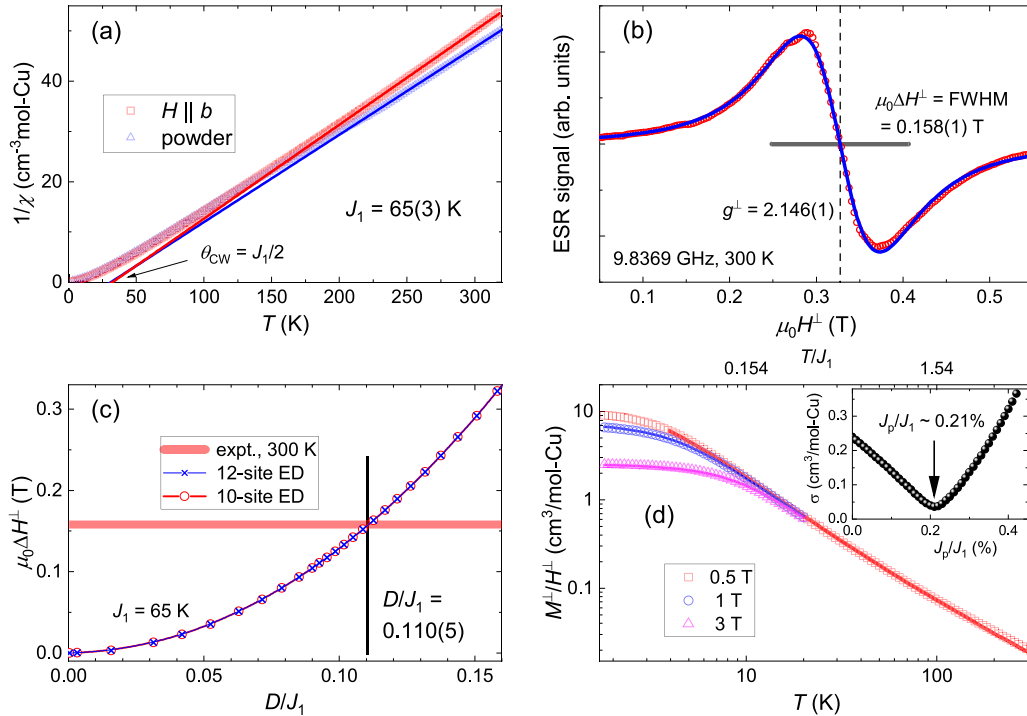 (a)
1/χ (cm⁻³mol-Cu)
40
20
0
H || b
powder
J₁ = 65(3) K
θCW = J₁/2
0 50 100 150 200 250 300
T (K)
(b)
ESR signal (arb. units)
μ₀ΔH⊥ = FWHM
= 0.158(1) T
g⊥ = 2.146(1)
9.8369 GHz, 300 K
0.1 0.2 0.3 0.4 0.5
μ₀H⊥ (T)
(c)
μ₀ΔH⊥ (T)
0.3
0.2
0.1
0.0
expt., 300 K
12-site ED
10-site ED
J₁ = 65 K
D/J₁ =
0.110(5)
0.00 0.05 0.10 0.15
D/J₁
T/J₁
0.154 1.54
M⊥/H⊥ (cm³/mol-Cu)
10
1
0.1
(d)
0.5 T
1 T
3 T
10 100
T (K)
σ (cm³/mol-Cu)
0.3
0.2
0.1
0.0
Jp/J₁ ~ 0.21%
0.0 0.2 0.4
Jp/J₁ (%)